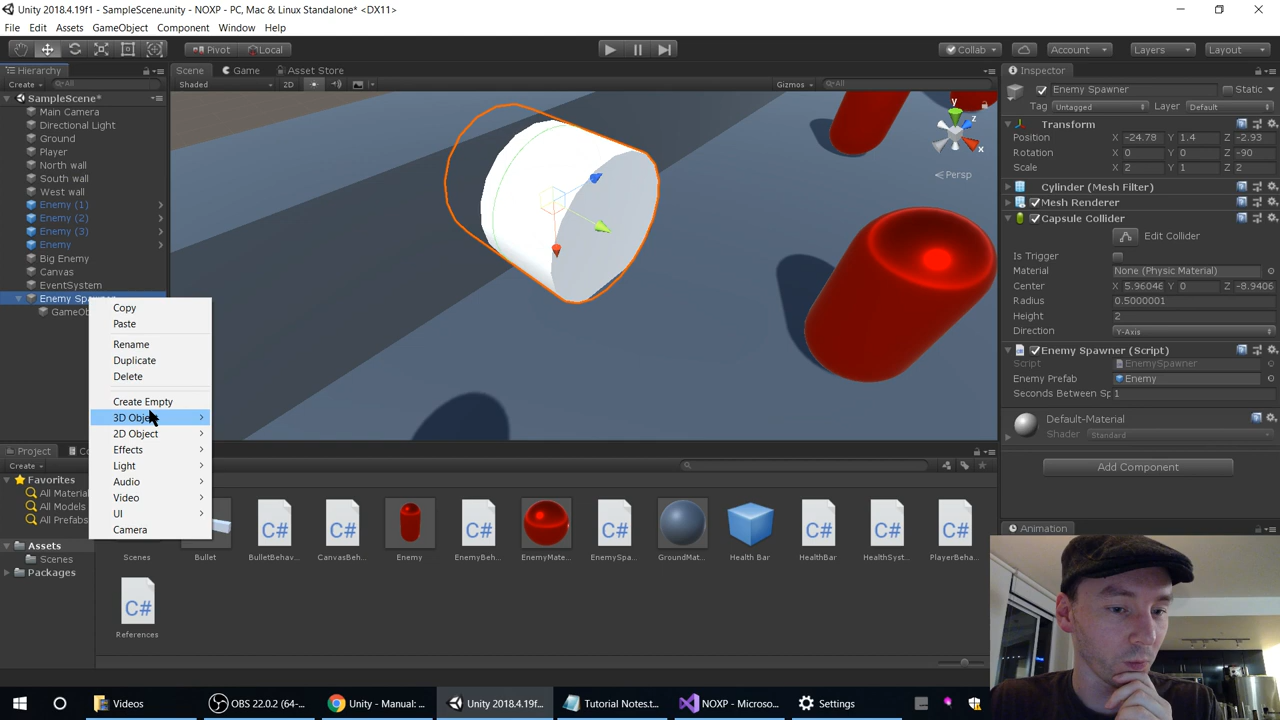 Unity 2018.4.19f1 - SampleScene.unity - NOXP - PC, Mac & Linux Standalone* <DX11>
File Edit Assets GameObject Component Window Help
Pivot Local Collab Account Layers Layout
Hierarchy Scene Game Asset Store Inspector
Create All Shaded 2D Gizmos All
SampleScene*
Main Camera
Directional Light
Ground
Player
North wall
South wall
West wall
Enemy (1)
Enemy (2)
Enemy (3)
Enemy
Big Enemy
Canvas
EventSystem
Enemy Spawner
GameOb
Copy
Paste
Rename
Duplicate
Delete
Create Empty
3D Object
2D Object
Effects
Light
Audio
Video
UI
Camera
y
z
x
Persp
Enemy Spawner Static
Tag Untagged Layer Default
Transform
Position X -24.78 Y 1.4 Z -2.93
Rotation X 0 Y 0 Z -90
Scale X 2 Y 1 Z 2
Cylinder (Mesh Filter)
Mesh Renderer
Capsule Collider
Edit Collider
Is Trigger
Material None (Physic Material)
Center X 5.96046 Y 0 Z -8.9406
Radius 0.5000001
Height 2
Direction Y-Axis
Enemy Spawner (Script)
Script EnemySpawner
Enemy Prefab Enemy
Seconds Between Sp 1
Default-Material
Shader Standard
Add Component
Animation
Project Co
Create
Favorites
All Material
All Models
All Prefabs
Assets
Scenes
Packages
Scenes Bullet BulletBehav... CanvasBeh... Enemy EnemyBeh... EnemyMate... EnemySpa... GroundMat... Health Bar HealthBar HealthSyst... PlayerBeha...
C# C# C# C# C# C# C#
C#
References
Videos OBS 22.0.2 (64-... Unity - Manual: ... Unity 2018.4.19f... Tutorial Notes.t... NOXP - Microso... Settings